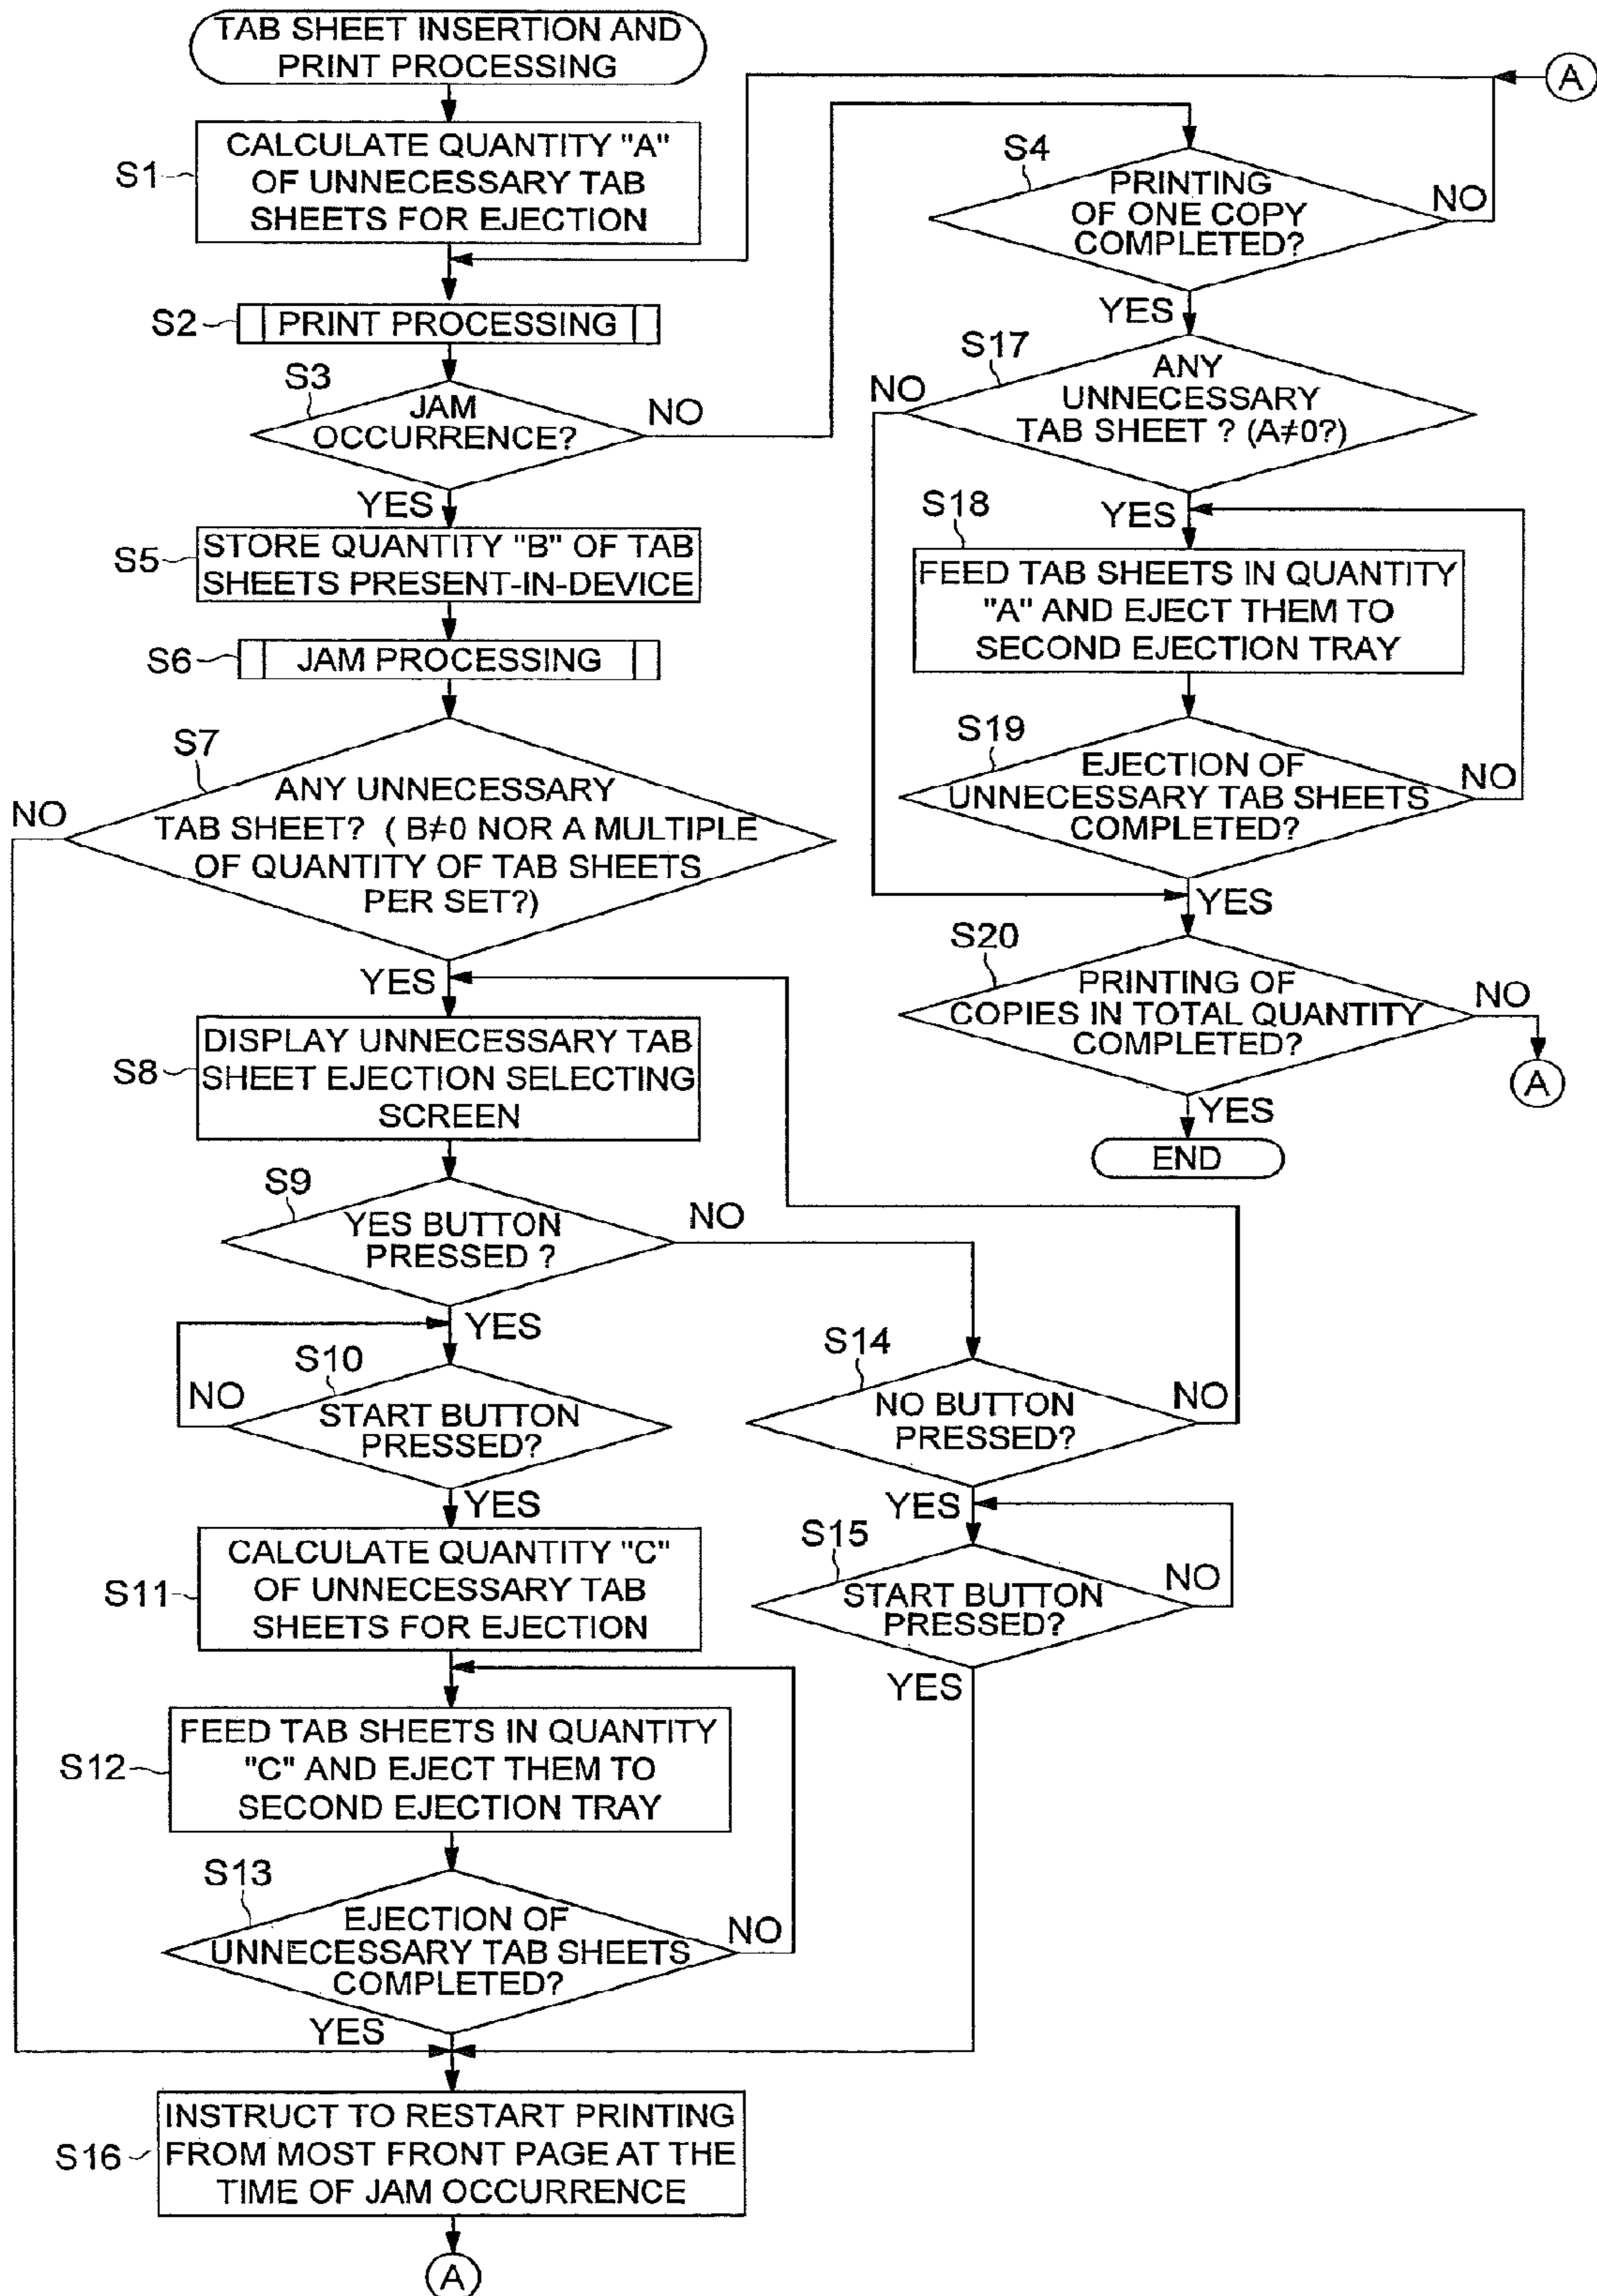 TAB SHEET INSERTION AND
PRINT PROCESSING
S1
CALCULATE QUANTITY "A"
OF UNNECESSARY TAB
SHEETS FOR EJECTION
S2
PRINT PROCESSING
S3
JAM
OCCURRENCE?
NO
YES
S5
STORE QUANTITY "B" OF TAB
SHEETS PRESENT-IN-DEVICE
S6
JAM PROCESSING
S7
NO
ANY UNNECESSARY
TAB SHEET? ( B≠0 NOR A MULTIPLE
OF QUANTITY OF TAB SHEETS
PER SET?)
YES
S8
DISPLAY UNNECESSARY TAB
SHEET EJECTION SELECTING
SCREEN
S9
YES BUTTON
PRESSED ?
NO
YES
S10
NO
START BUTTON
PRESSED?
YES
S11
CALCULATE QUANTITY "C"
OF UNNECESSARY TAB
SHEETS FOR EJECTION
S12
FEED TAB SHEETS IN QUANTITY
"C" AND EJECT THEM TO
SECOND EJECTION TRAY
S13
EJECTION OF
UNNECESSARY TAB SHEETS
COMPLETED?
NO
YES
S14
NO BUTTON
PRESSED?
NO
YES
S15
START BUTTON
PRESSED?
NO
YES
S16
INSTRUCT TO RESTART PRINTING
FROM MOST FRONT PAGE AT THE
TIME OF JAM OCCURRENCE
A
A
S4
PRINTING
OF ONE COPY
COMPLETED?
NO
YES
S17
NO
ANY
UNNECESSARY
TAB SHEET ? (A≠0?)
YES
S18
FEED TAB SHEETS IN QUANTITY
"A" AND EJECT THEM TO
SECOND EJECTION TRAY
S19
EJECTION OF
UNNECESSARY TAB SHEETS
COMPLETED?
NO
YES
S20
PRINTING OF
COPIES IN TOTAL QUANTITY
COMPLETED?
NO
A
YES
END